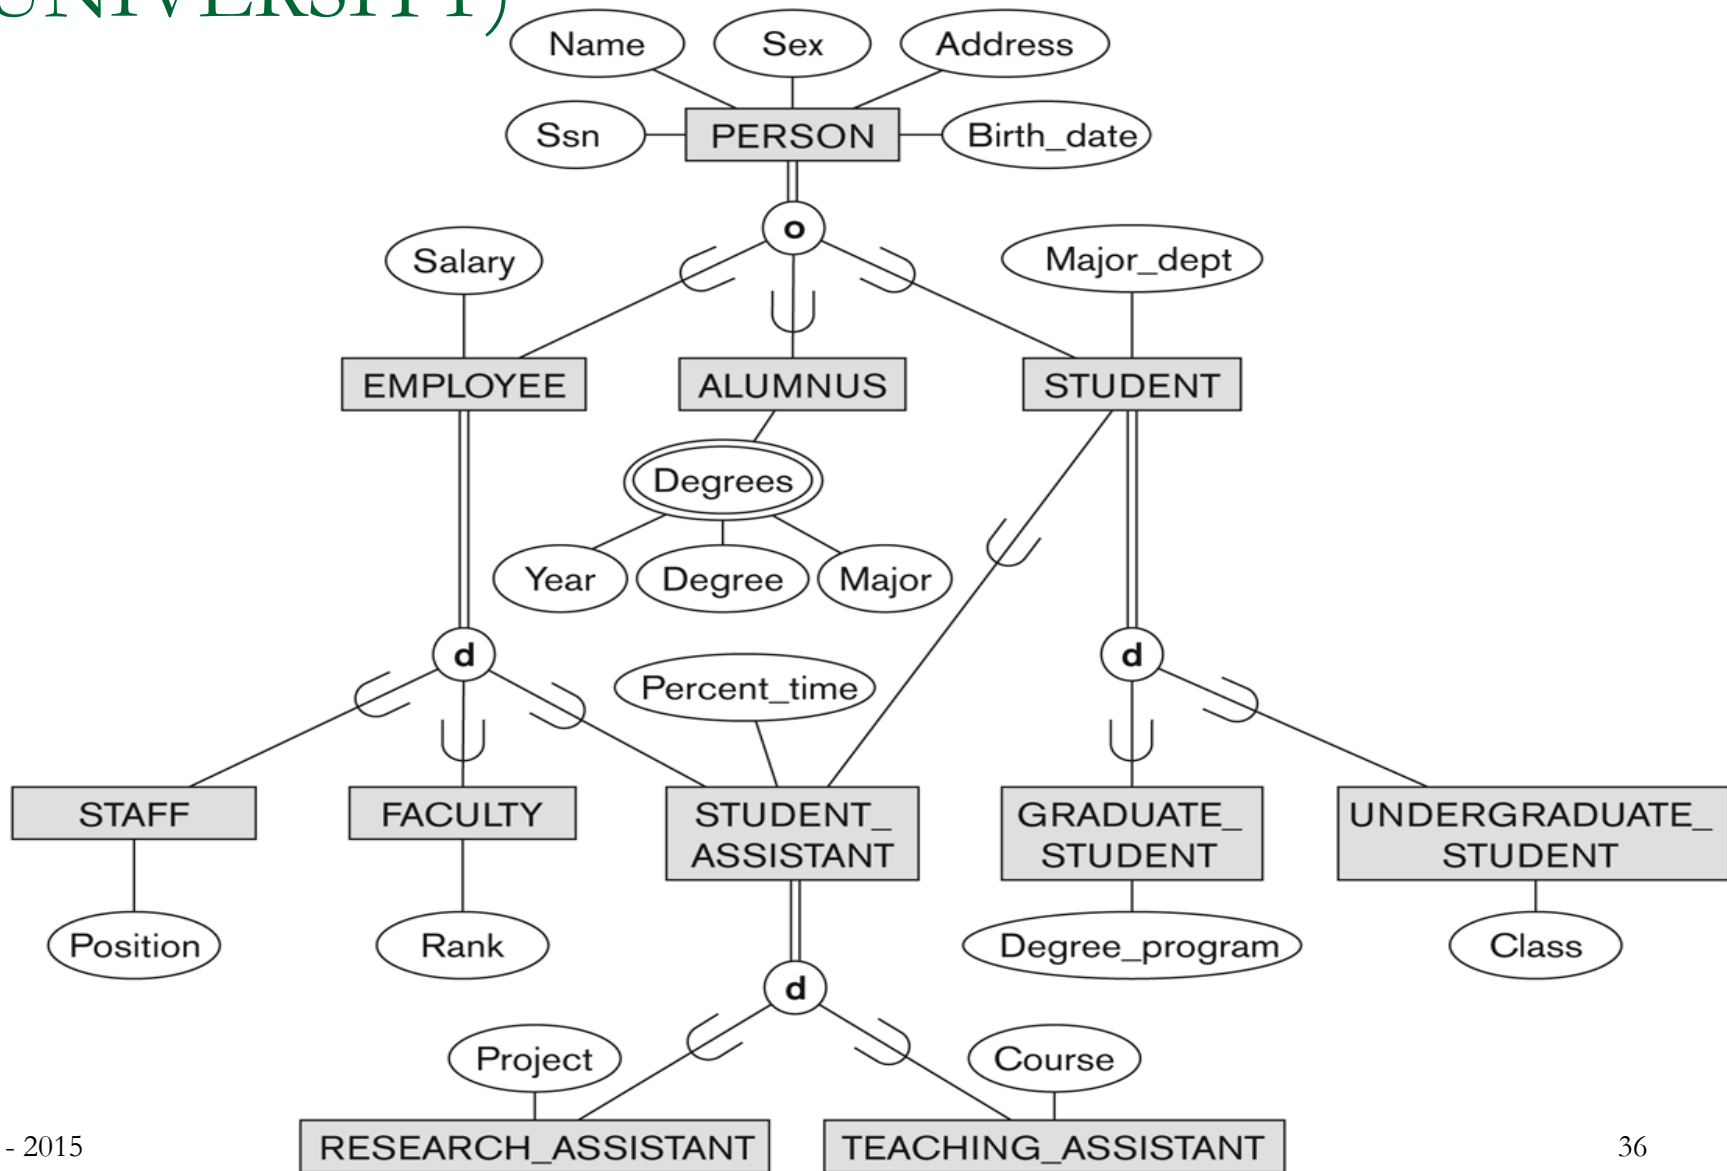 UNIVERSITY)
Name
Sex
Address
Ssn
PERSON
Birth_date
o
Salary
Major_dept
EMPLOYEE
ALUMNUS
STUDENT
Degrees
Year
Degree
Major
d
d
Percent_time
STAFF
FACULTY
STUDENT_
ASSISTANT
GRADUATE_
STUDENT
UNDERGRADUATE_
STUDENT
Position
Rank
Degree_program
Class
d
Project
Course
RESEARCH_ASSISTANT
TEACHING_ASSISTANT
- 2015
36